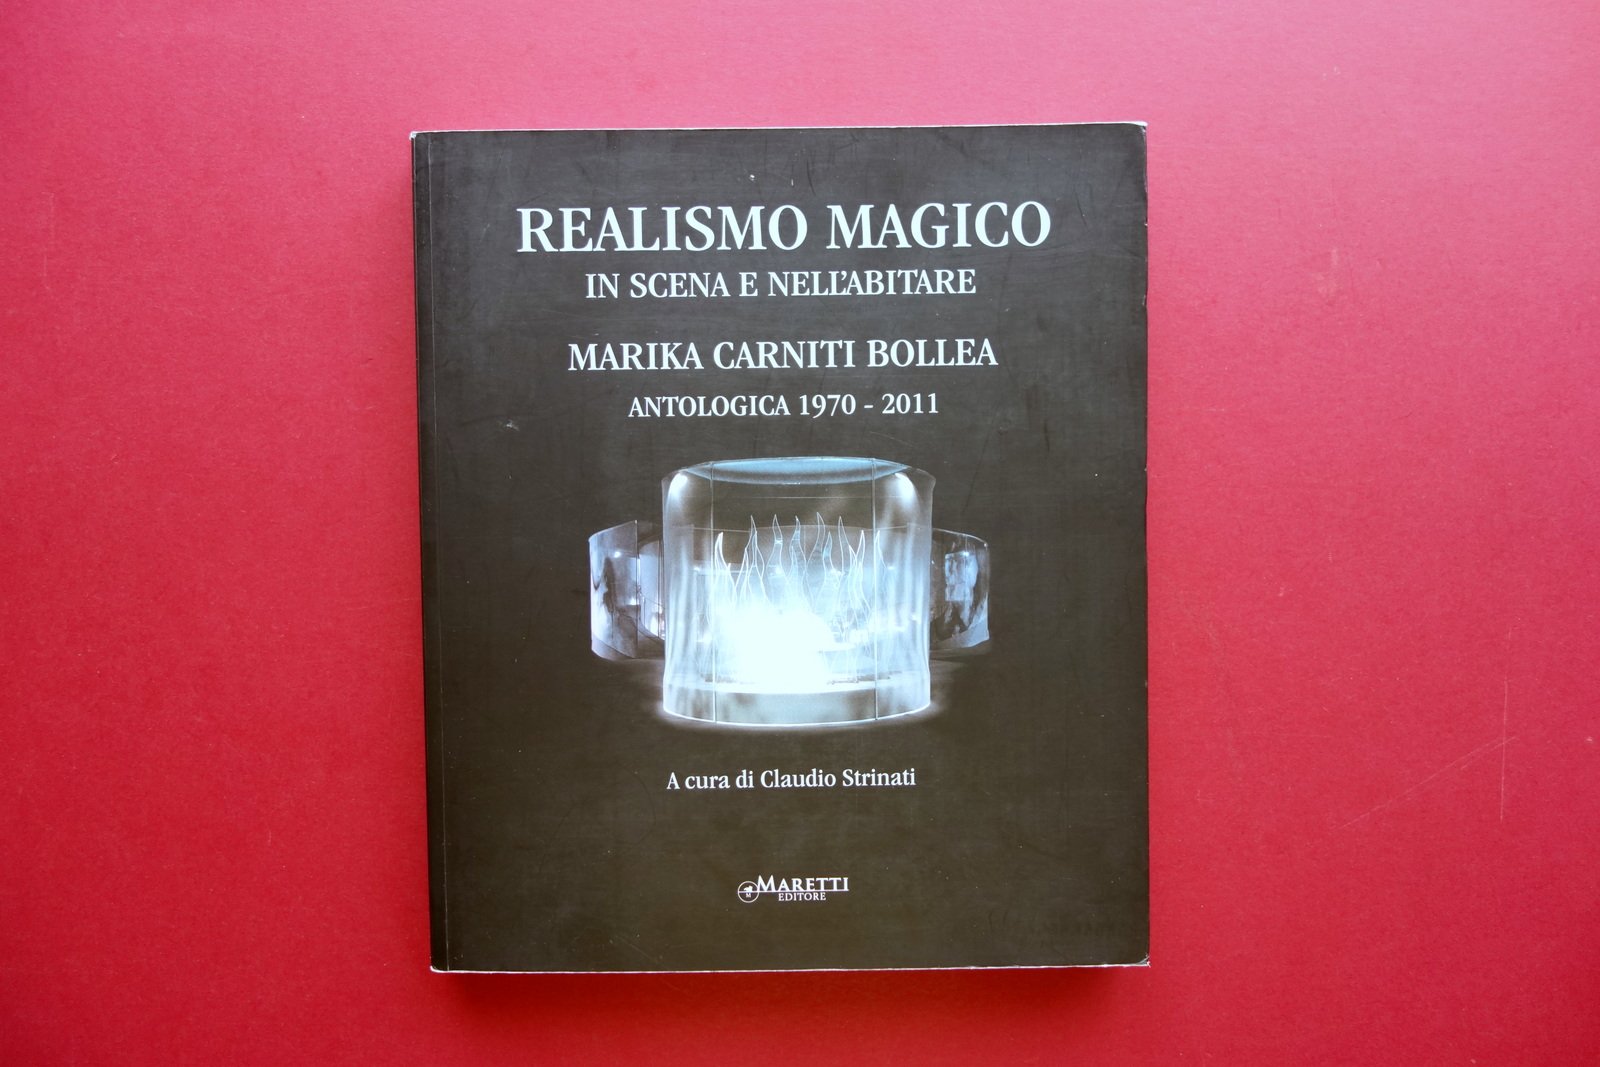 REALISMO MAGICO
IN SCENA E NELL'ABITARE
MARIKA CARNITI BOLLEA
ANTOLOGICA 1970 - 2011
A cura di Claudio Strinati
MARETTI
EDITORE